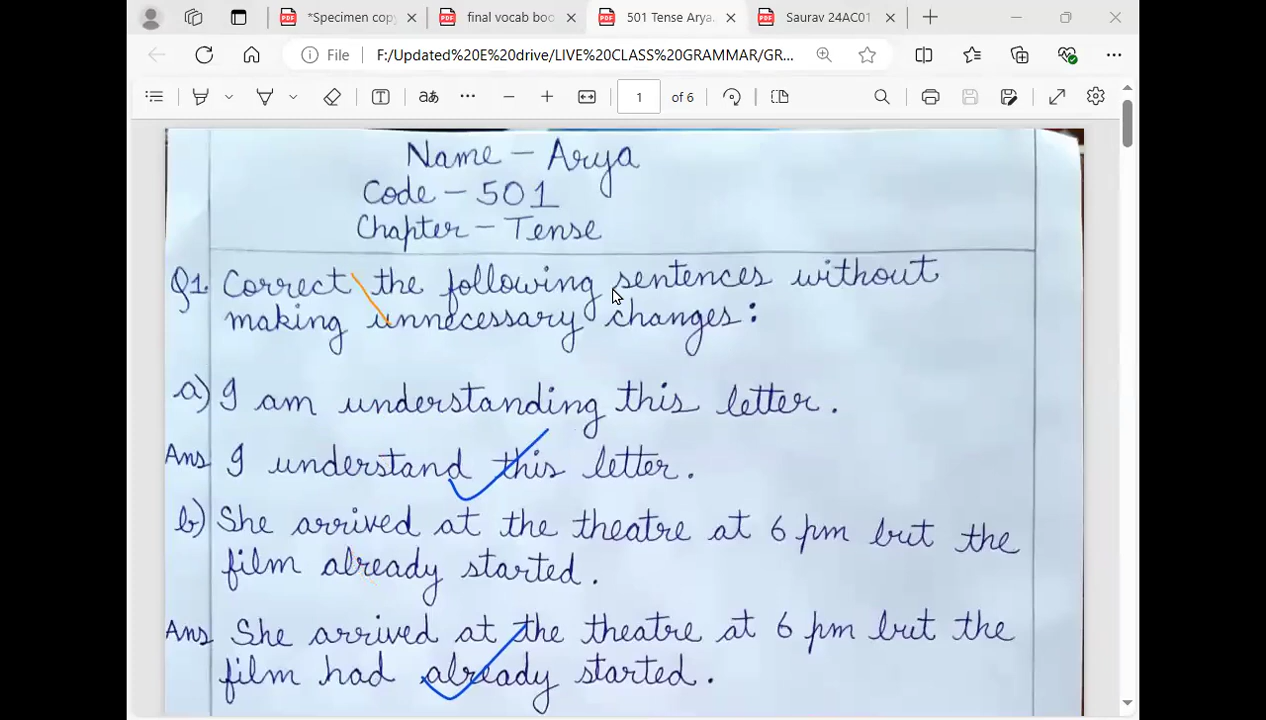 *Specimen cop
final vocab boo
501 Tense Arya.
Saurav 24AC01
File
F:/Updated%20E%20drive/LIVE%20CLASS%20GRAMMAR/GR...
aあ
1 of 6
Name - Arya
Code - 501
Chapter - Tense
Q1. Correct the following sentences without
making unnecessary changes:
a) I am understanding this letter.
Ans I understand this letter.
b) She arrived at the theatre at 6 pm but the
film already started.
Ans She arrived at the theatre at 6 pm but the
film had already started.